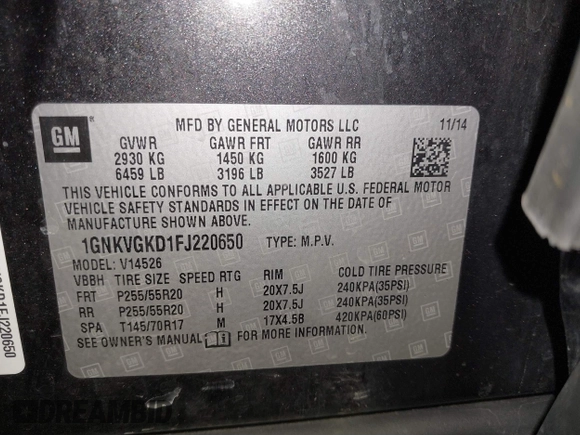 GM
MFD BY GENERAL MOTORS LLC 11/14
GVWR GAWR FRT GAWR RR
2930 KG 1450 KG 1600 KG
6459 LB 3196 LB 3527 LB
THIS VEHICLE CONFORMS TO ALL APPLICABLE U.S. FEDERAL MOTOR
VEHICLE SAFETY STANDARDS IN EFFECT ON THE DATE OF
MANUFACTURE SHOWN ABOVE.
1GNKVGKD1FJ220650 TYPE: M.P.V.
MODEL: V14526
VBBH TIRE SIZE SPEED RTG RIM COLD TIRE PRESSURE
FRT P255/55R20 H 20X7.5J 240KPA(35PSI)
RR P255/55R20 H 20X7.5J 240KPA(35PSI)
SPA T145/70R17 M 17X4.5B 420KPA(60PSI)
SEE OWNER'S MANUAL FOR MORE INFORMATION.
DREAMBID